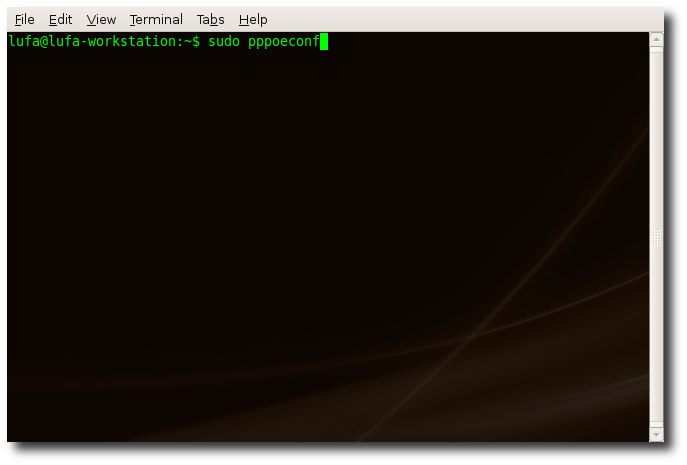 File Edit View Terminal Tabs Help
lufa@lufa-workstation:~$ sudo pppoeconf